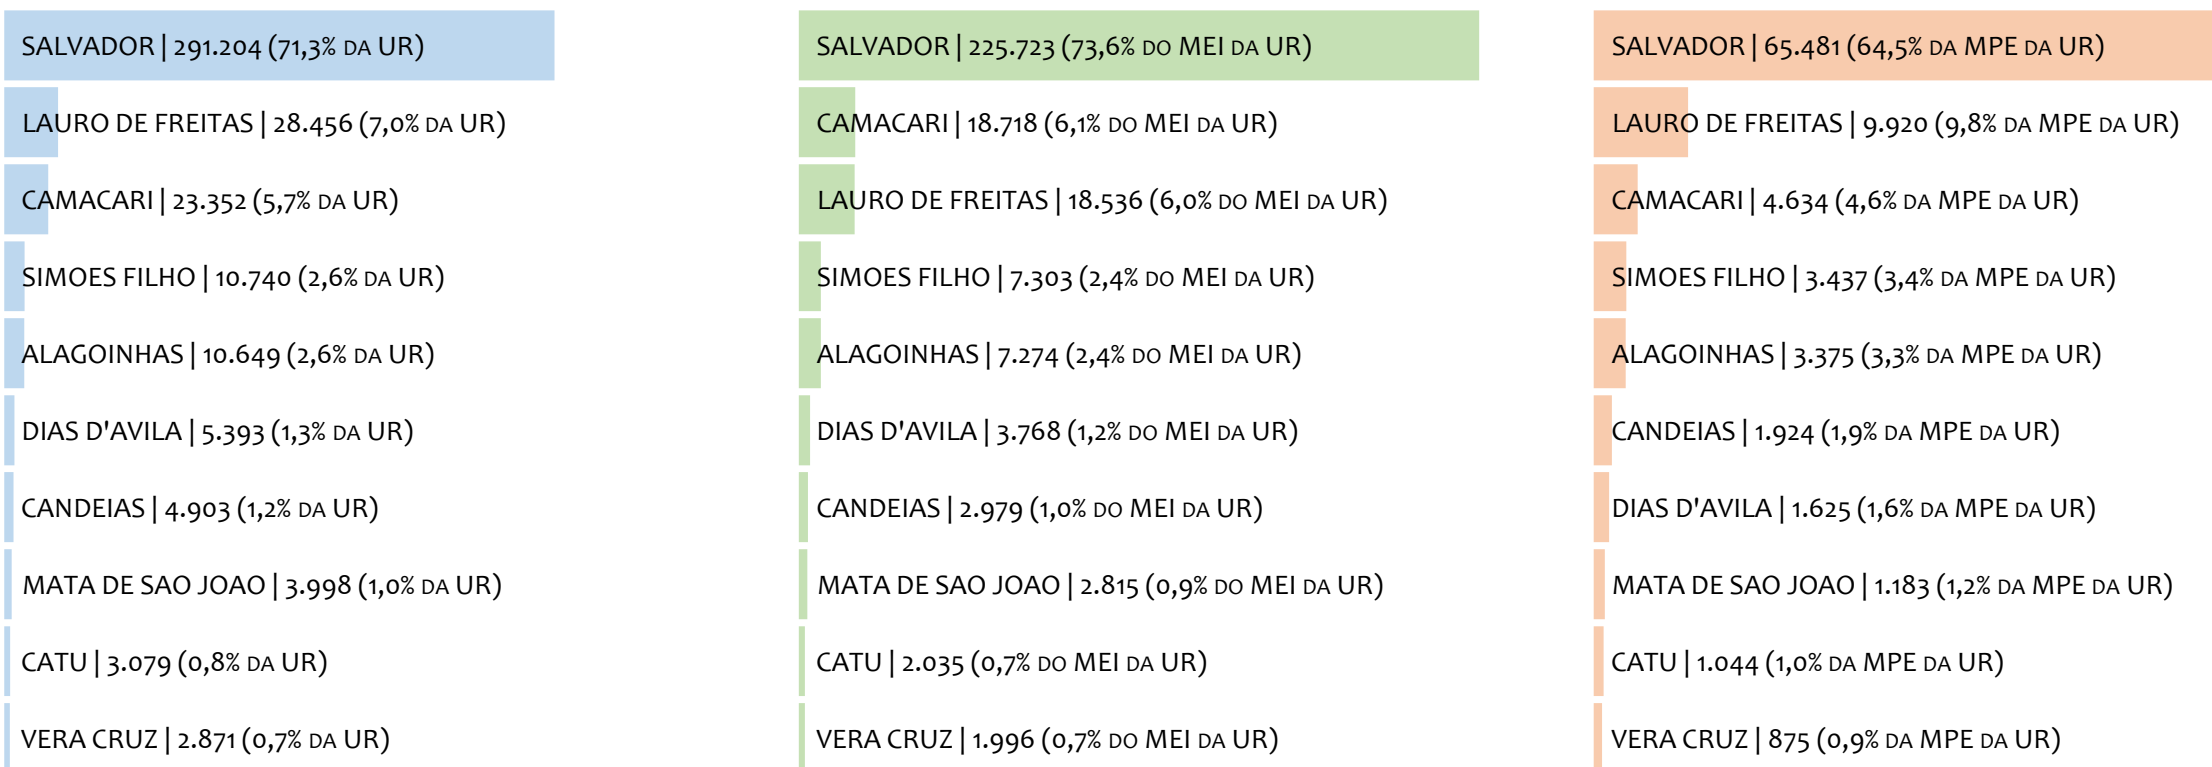 SALVADOR | 291.204 (71,3% DA UR)
LAURO DE FREITAS | 28.456 (7,0% DA UR)
CAMACARI | 23.352 (5,7% DA UR)
SIMOES FILHO | 10.740 (2,6% DA UR)
ALAGOINHAS | 10.649 (2,6% DA UR)
DIAS D'AVILA | 5.393 (1,3% DA UR)
CANDEIAS | 4.903 (1,2% DA UR)
MATA DE SAO JOAO | 3.998 (1,0% DA UR)
CATU | 3.079 (0,8% DA UR)
VERA CRUZ | 2.871 (0,7% DA UR)
SALVADOR | 225.723 (73,6% DO MEI DA UR)
CAMACARI | 18.718 (6,1% DO MEI DA UR)
LAURO DE FREITAS | 18.536 (6,0% DO MEI DA UR)
SIMOES FILHO | 7.303 (2,4% DO MEI DA UR)
ALAGOINHAS | 7.274 (2,4% DO MEI DA UR)
DIAS D'AVILA | 3.768 (1,2% DO MEI DA UR)
CANDEIAS | 2.979 (1,0% DO MEI DA UR)
MATA DE SAO JOAO | 2.815 (0,9% DO MEI DA UR)
CATU | 2.035 (0,7% DO MEI DA UR)
VERA CRUZ | 1.996 (0,7% DO MEI DA UR)
SALVADOR | 65.481 (64,5% DA MPE DA UR)
LAURO DE FREITAS | 9.920 (9,8% DA MPE DA UR)
CAMACARI | 4.634 (4,6% DA MPE DA UR)
SIMOES FILHO | 3.437 (3,4% DA MPE DA UR)
ALAGOINHAS | 3.375 (3,3% DA MPE DA UR)
CANDEIAS | 1.924 (1,9% DA MPE DA UR)
DIAS D'AVILA | 1.625 (1,6% DA MPE DA UR)
MATA DE SAO JOAO | 1.183 (1,2% DA MPE DA UR)
CATU | 1.044 (1,0% DA MPE DA UR)
VERA CRUZ | 875 (0,9% DA MPE DA UR)